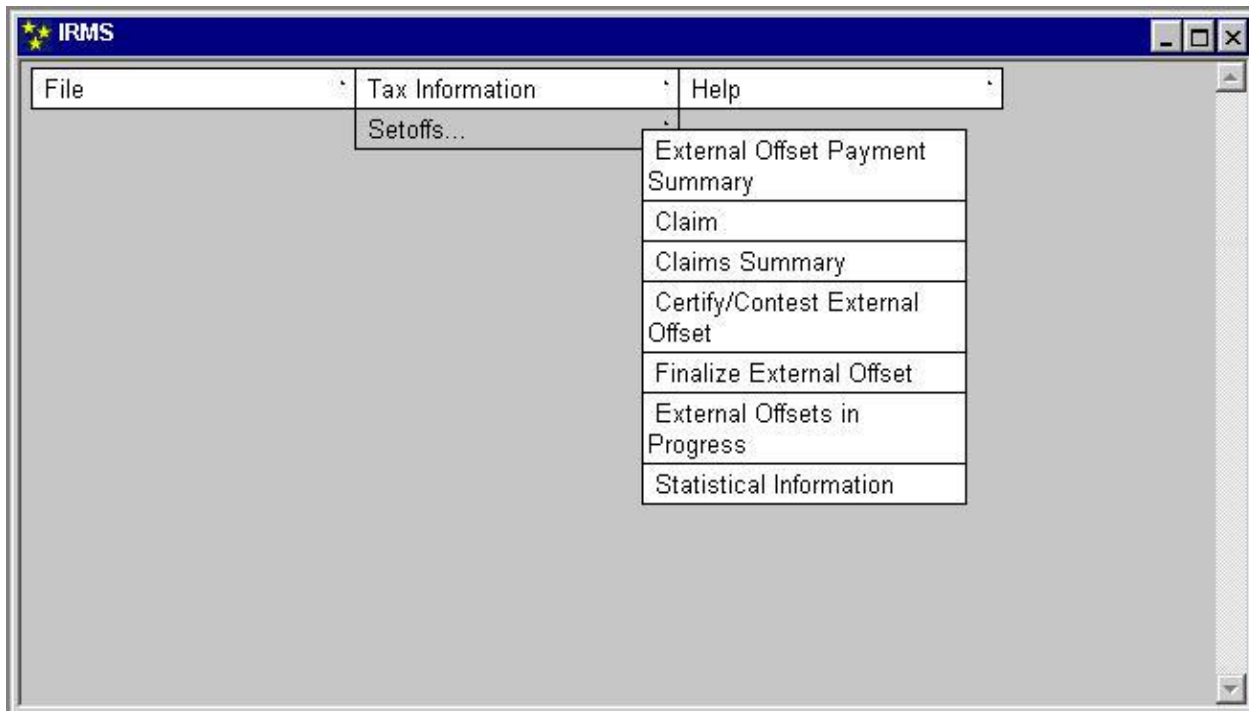 IRMS
File
Tax Information
Help
Setoffs...
External Offset Payment
Summary
Claim
Claims Summary
Certify/Contest External
Offset
Finalize External Offset
External Offsets in
Progress
Statistical Information